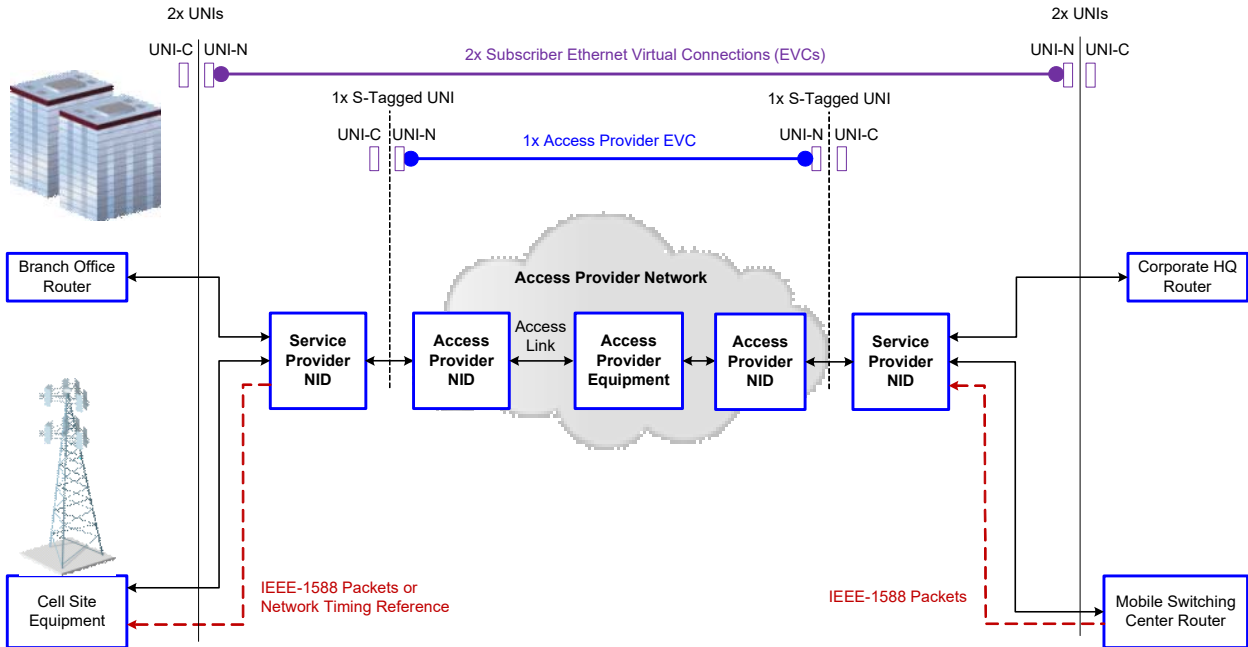 2x UNIs
2x UNIs
UNI-C
UNI-N
2x Subscriber Ethernet Virtual Connections (EVCs)
UNI-N
UNI-C
1x S-Tagged UNI
1x S-Tagged UNI
UNI-C
UNI-N
1x Access Provider EVC
UNI-N
UNI-C
Branch Office
Router
Access Provider Network
Corporate HQ
Router
Service
Provider
NID
Access
Provider
NID
Access
Link
Access
Provider
Equipment
Access
Provider
NID
Service
Provider
NID
IEEE-1588 Packets or
Network Timing Reference
IEEE-1588 Packets
Cell Site
Equipment
Mobile Switching
Center Router